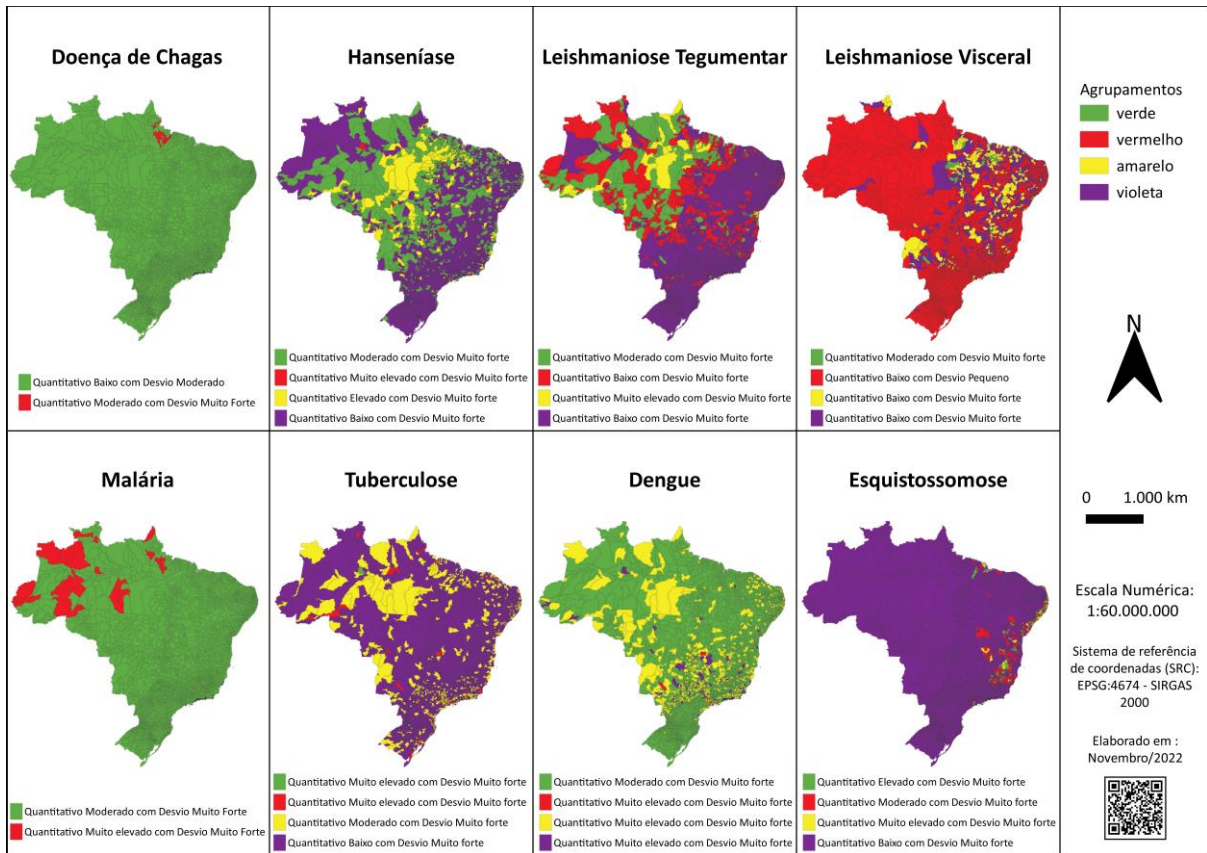 Doença de Chagas
Quantitativo Baixo com Desvio Moderado
Quantitativo Moderado com Desvio Muito Forte
Hanseníase
Quantitativo Moderado com Desvio Muito forte
Quantitativo Muito elevado com Desvio Muito forte
Quantitativo Elevado com Desvio Muito forte
Quantitativo Baixo com Desvio Muito forte
Leishmaniose Tegumentar
Quantitativo Moderado com Desvio Muito forte
Quantitativo Baixo com Desvio Muito forte
Quantitativo Muito elevado com Desvio Muito forte
Quantitativo Baixo com Desvio Muito forte
Leishmaniose Visceral
Quantitativo Moderado com Desvio Muito forte
Quantitativo Baixo com Desvio Pequeno
Quantitativo Baixo com Desvio Muito forte
Quantitativo Baixo com Desvio Muito forte
Agrupamentos
verde
vermelho
amarelo
violeta
N
Malária
Quantitativo Moderado com Desvio Muito Forte
Quantitativo Muito elevado com Desvio Muito Forte
Tuberculose
Quantitativo Muito elevado com Desvio Muito forte
Quantitativo Muito elevado com Desvio Muito forte
Quantitativo Moderado com Desvio Muito forte
Quantitativo Baixo com Desvio Muito forte
Dengue
Quantitativo Moderado com Desvio Muito forte
Quantitativo Muito elevado com Desvio Muito forte
Quantitativo Muito elevado com Desvio Muito forte
Quantitativo Muito elevado com Desvio Muito forte
Esquistossomose
Quantitativo Elevado com Desvio Muito forte
Quantitativo Moderado com Desvio Muito forte
Quantitativo Muito elevado com Desvio Muito forte
Quantitativo Baixo com Desvio Muito forte
0 1.000 km
Escala Numérica:
1:60.000.000
Sistema de referência
de coordenadas (SRC):
EPSG:4674 - SIRGAS
2000
Elaborado em :
Novembro/2022